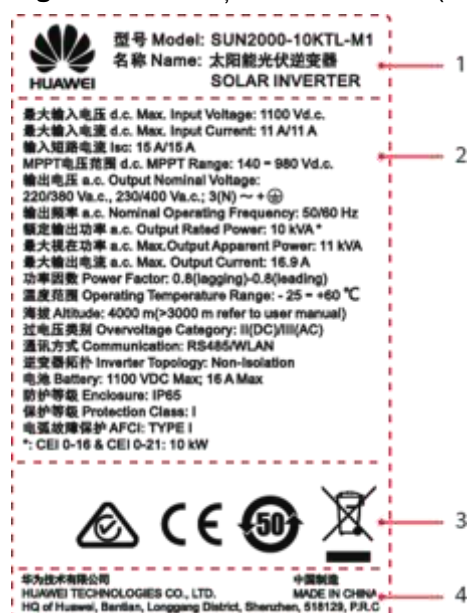 型号 Model: SUN2000-10KTL-M1
名称 Name: 太阳能光伏逆变器
SOLAR INVERTER
HUAWEI
1
最大输入电压 d.c. Max. Input Voltage: 1100 Vd.c.
最大输入电流 d.c. Max. Input Current: 11 A/11 A
输入短路电流 Isc: 15 A/15 A
MPPT电压范围 d.c. MPPT Range: 140 - 980 Vd.c.
2
输出电压 a.c. Output Nominal Voltage:
220/380 Va.c., 230/400 Va.c.; 3(N) ~ +
输出频率 a.c. Nominal Operating Frequency: 50/60 Hz
额定输出功率 a.c. Output Rated Power: 10 kVA *
最大视在功率 a.c. Max.Output Apparent Power: 11 kVA
最大输出电流 a.c. Max. Output Current: 16.9 A
功率因数 Power Factor: 0.8(lagging)-0.8(leading)
温度范围 Operating Temperature Range: - 25 - +60 ℃
海拔 Altitude: 4000 m(>3000 m refer to user manual)
过电压类别 Overvoltage Category: II(DC)/III(AC)
通讯方式 Communication: RS485/WLAN
逆变器拓扑 Inverter Topology: Non-Isolation
电池 Battery: 1100 VDC Max; 16 A Max
防护等级 Enclosure: IP65
保护等级 Protection Class: I
电弧故障保护 AFCI: TYPE I
*: CEI 0-16 & CEI 0-21: 10 kW
CE 50
3
华为技术有限公司 中国制造
HUAWEI TECHNOLOGIES CO., LTD. MADE IN CHINA
4
HQ of Huawei, Bantian, Longgang District, Shenzhen, 518129, P.R.C